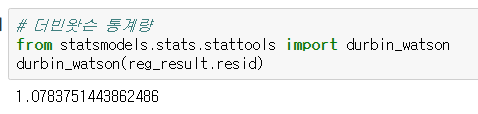 # 더빈왓슨 통계량
from statsmodels.stats.stattools import durbin_watson
durbin_watson(reg_result.resid)
1.0783751443862486